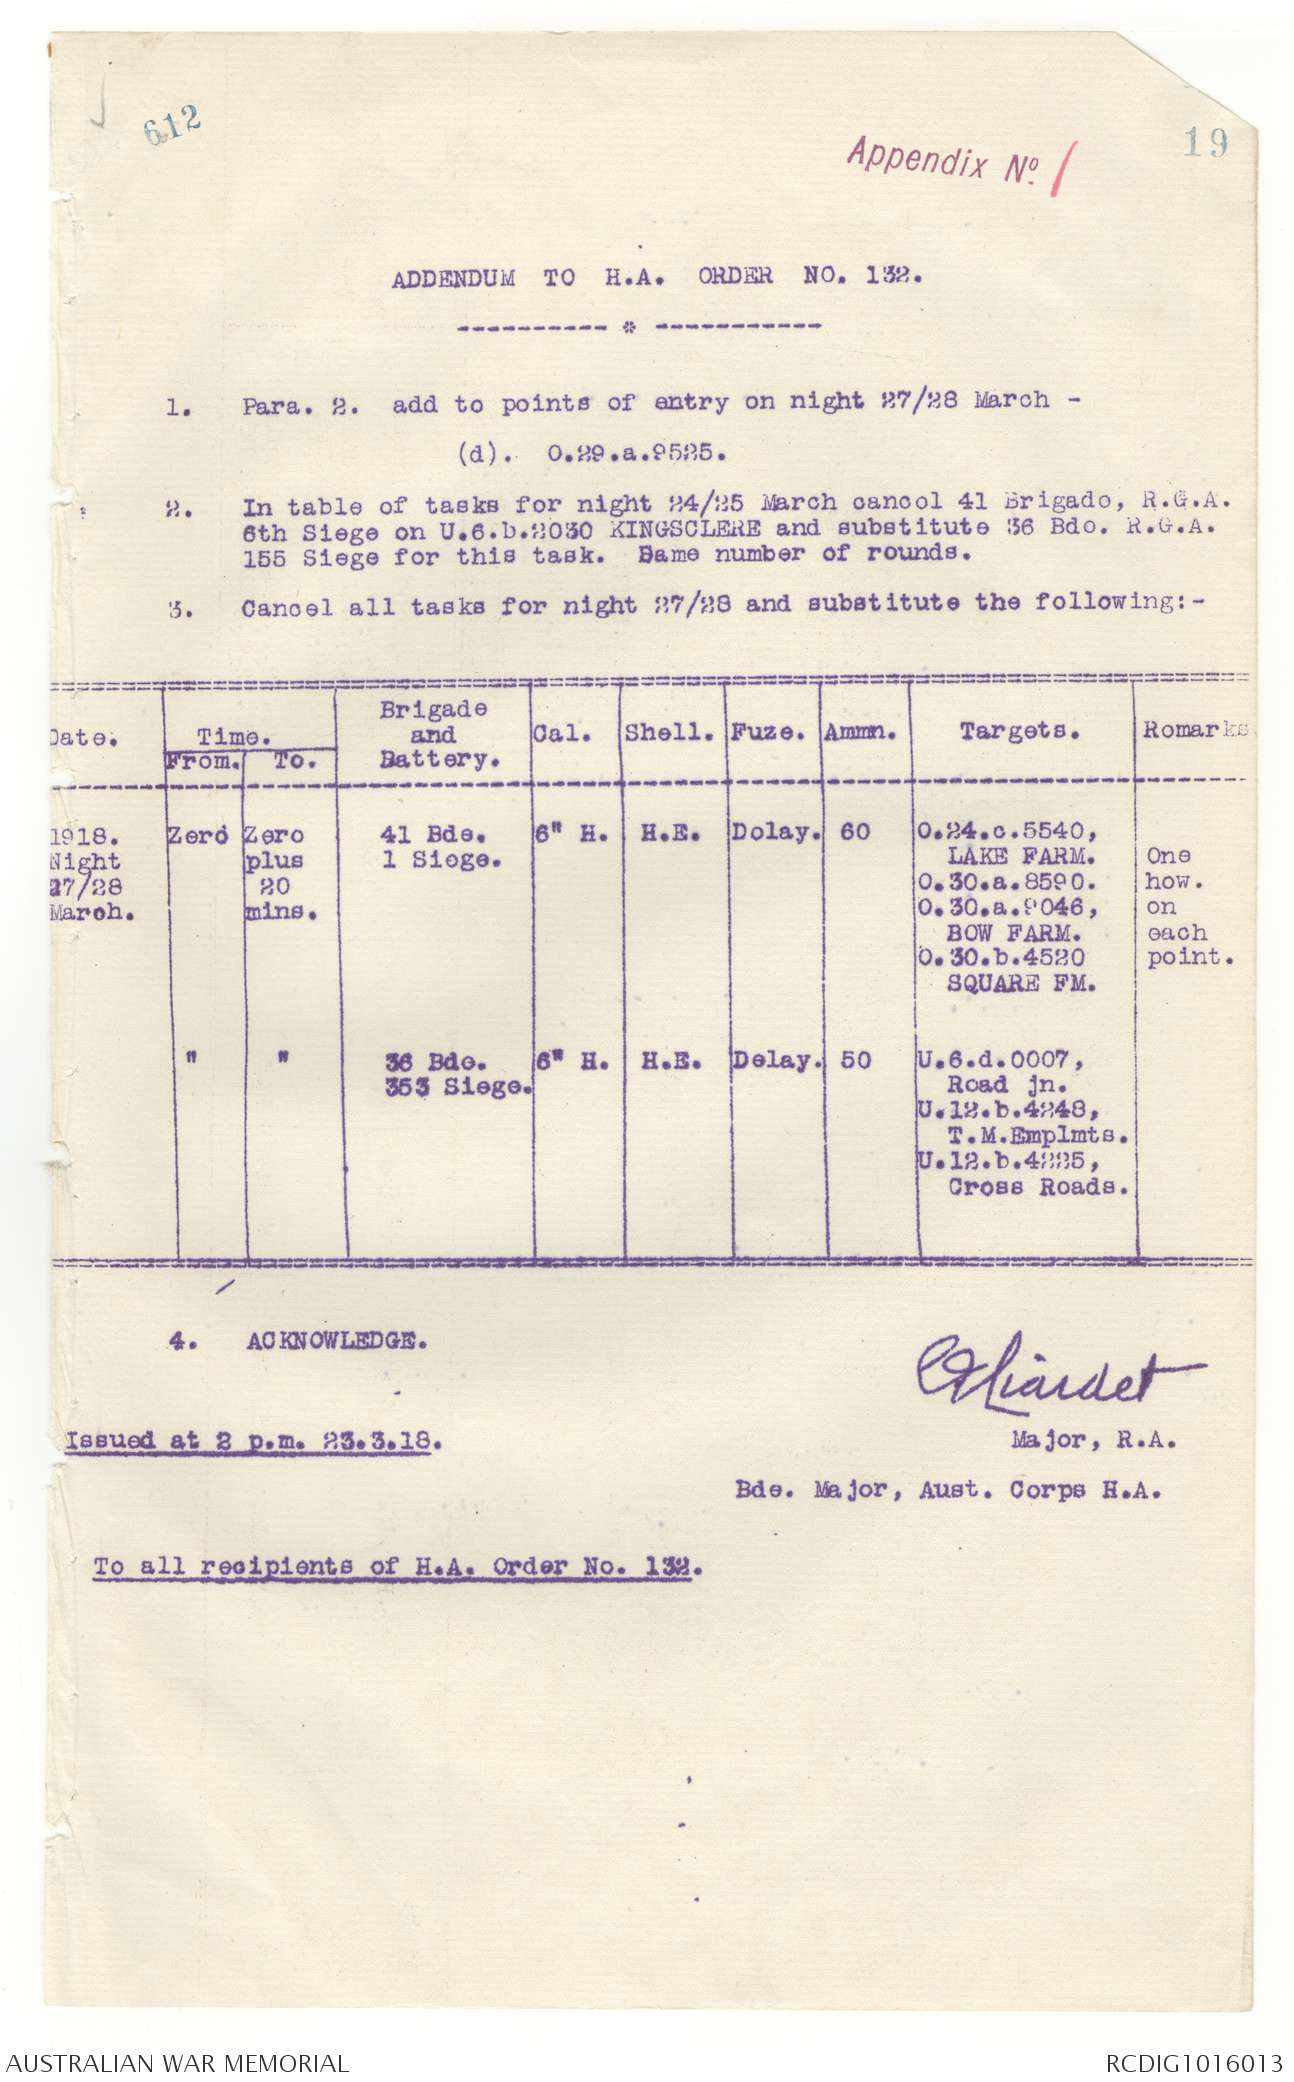 612
19
Appendix No. 1
ADDENDUM TO H.A. ORDER NO. 132.
---------- * -----------
1. Para. 2. add to points of entry on night 27/28 March -
(d). O.29.a.9525.
2. In table of tasks for night 24/25 March cancel 41 Brigade, R.G.A.
6th Siege on U.6.b.2030 KINGSCLERE and substitute 36 Bde. R.G.A.
155 Siege for this task. Same number of rounds.
3. Cancel all tasks for night 27/28 and substitute the following:-
Date. Time. From. To. Brigade and Battery. Cal. Shell. Fuze. Ammn. Targets. Remarks
1918. Zero Zero 41 Bde. 6" H. H.E. Delay. 60 O.24.c.5540,
Night plus 1 Siege. LAKE FARM. One
27/28 20 O.30.a.8590. how.
March. mins. O.30.a.9046, on
BOW FARM. each
O.30.b.4520 point.
SQUARE FM.
" " 36 Bde. 6" H. H.E. Delay. 50 U.6.d.0007,
353 Siege. Road jn.
U.12.b.4248,
T.M.Emplmts.
U.12.b.4225,
Cross Roads.
4. ACKNOWLEDGE.
Issued at 2 p.m. 23.3.18.
Major, R.A.
Bde. Major, Aust. Corps H.A.
To all recipients of H.A. Order No. 132.
AUSTRALIAN WAR MEMORIAL
RCDIG1016013